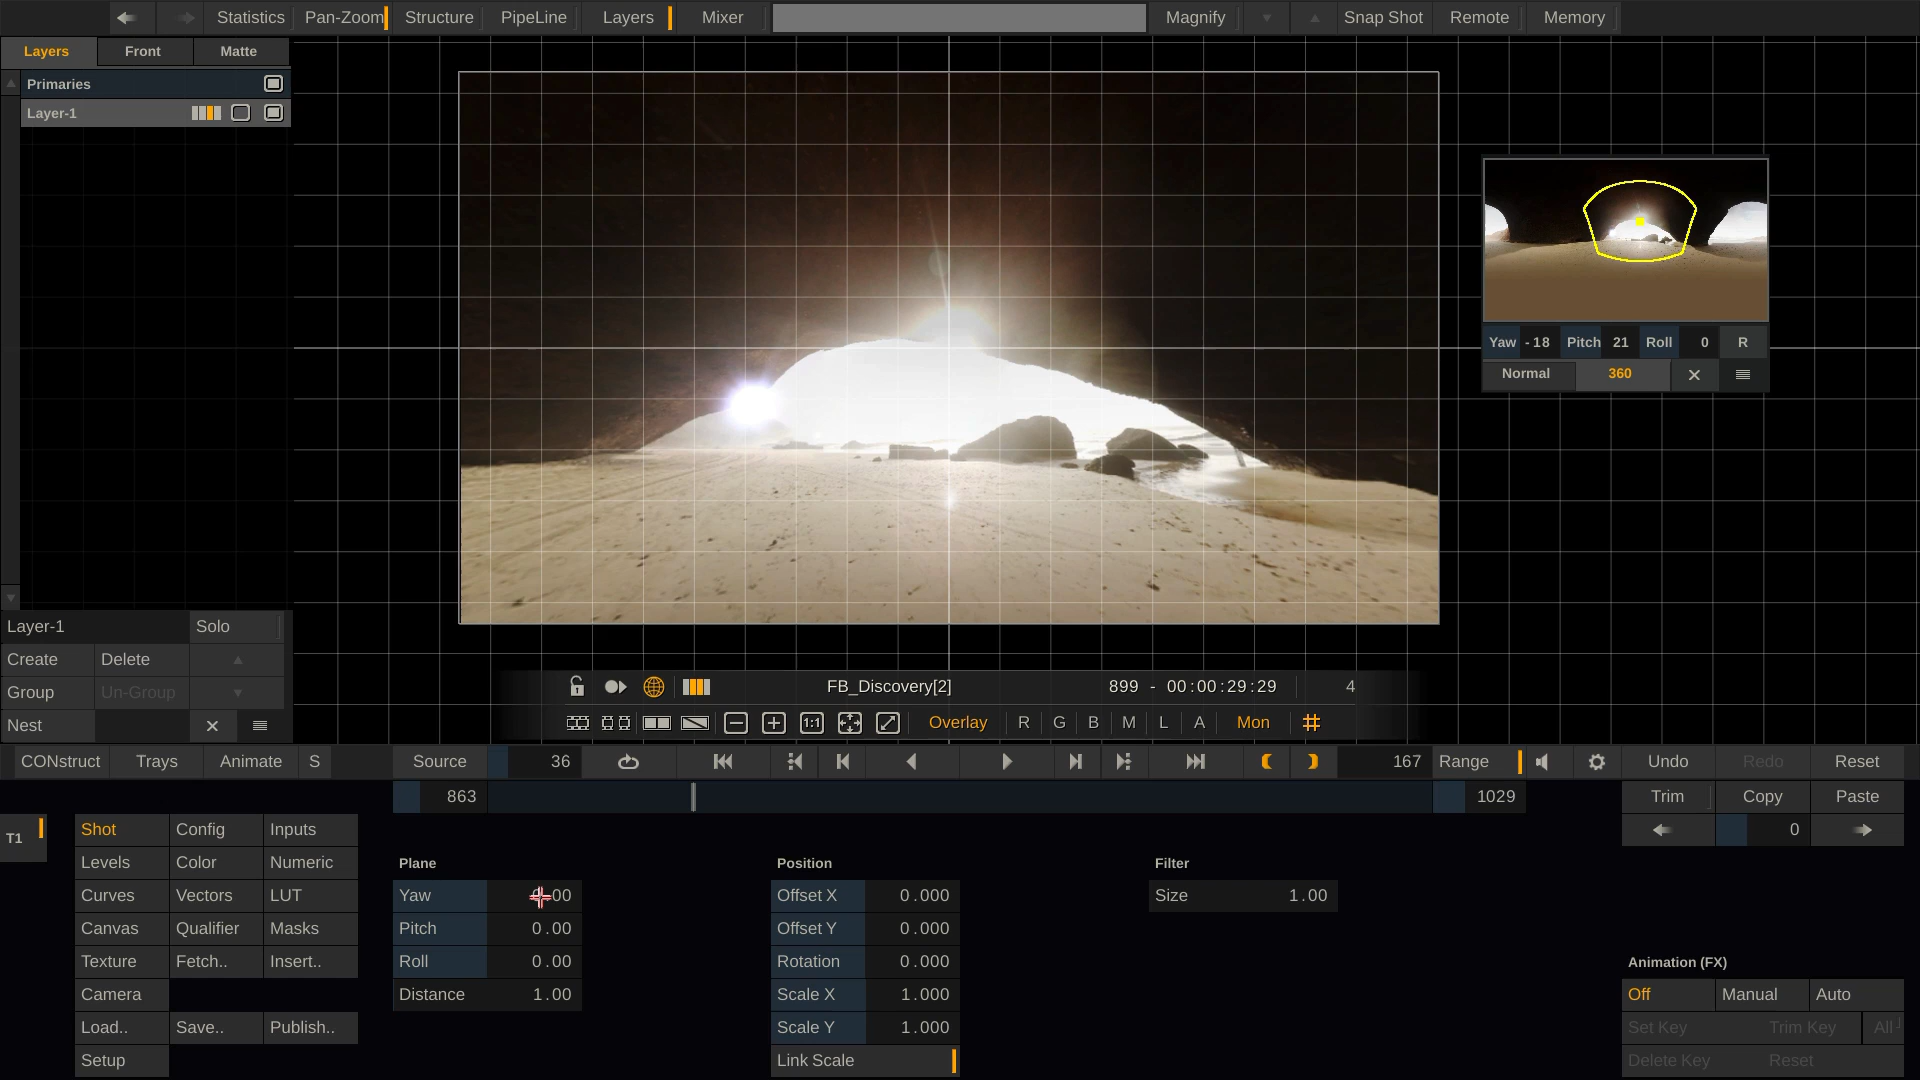 Statistics Pan-Zoom Structure PipeLine Layers Mixer Magnify Snap Shot Remote Memory
Layers Front Matte
Primaries
Layer-1
Yaw -18 Pitch 21 Roll 0 R
Normal 360
Layer-1 Solo
Create Delete
Group Un-Group
Nest
FB_Discovery[2] 899 - 00:00:29:29 4
1:1 Overlay R G B M L A Mon
CONstruct Trays Animate S Source 36 167 Range Undo Redo Reset
863 1029 Trim Copy Paste
0
T1
Shot Config Inputs
Levels Color Numeric
Curves Vectors LUT
Canvas Qualifier Masks
Texture Fetch.. Insert..
Camera
Load.. Save.. Publish..
Setup
Plane
Yaw
Pitch 0.00
Roll 0.00
Distance 1.00
Position
Offset X 0.000
Offset Y 0.000
Rotation 0.000
Scale X 1.000
Scale Y 1.000
Link Scale
Filter
Size 1.00
Animation (FX)
Off Manual Auto
Set Key Trim Key All
Delete Key Reset